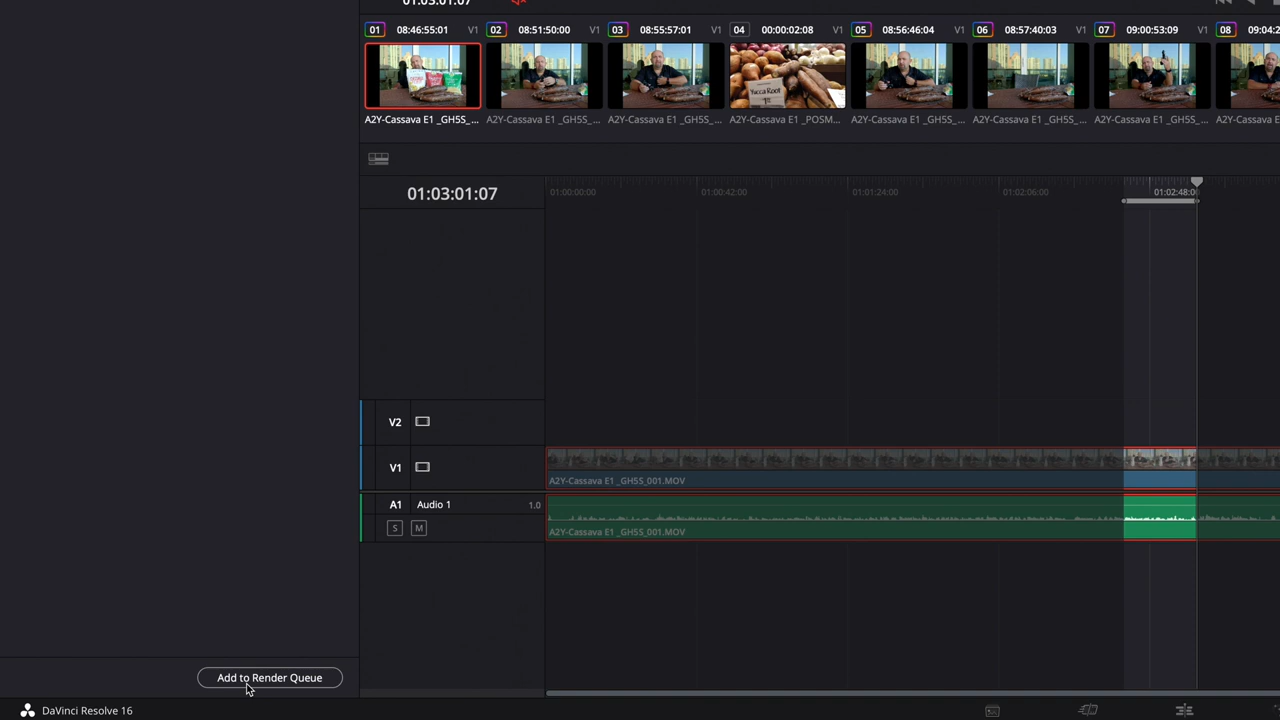 01:03:01:07
01 08:46:55:01 V1
02 08:51:50:00 V1
03 08:55:57:01 V1
04 00:00:02:08 V1
05 08:56:46:04 V1
06 08:57:40:03 V1
07 09:00:53:09 V1
08 09:04:2
Yucca Root
A2Y-Cassava E1 _GH5S_...
A2Y-Cassava E1 _GH5S_...
A2Y-Cassava E1 _GH5S_...
A2Y-Cassava E1 _POSM...
A2Y-Cassava E1 _GH5S_...
A2Y-Cassava E1 _GH5S_...
A2Y-Cassava E1 _GH5S_...
A2Y-Cassava E
01:03:01:07
01:00:00:00
01:00:42:00
01:01:24:00
01:02:06:00
01:02:48:0
V2
V1
A2Y-Cassava E1 _GH5S_001.MOV
A1 Audio 1 1.0
S M
A2Y-Cassava E1 _GH5S_001.MOV
Add to Render Queue
DaVinci Resolve 16